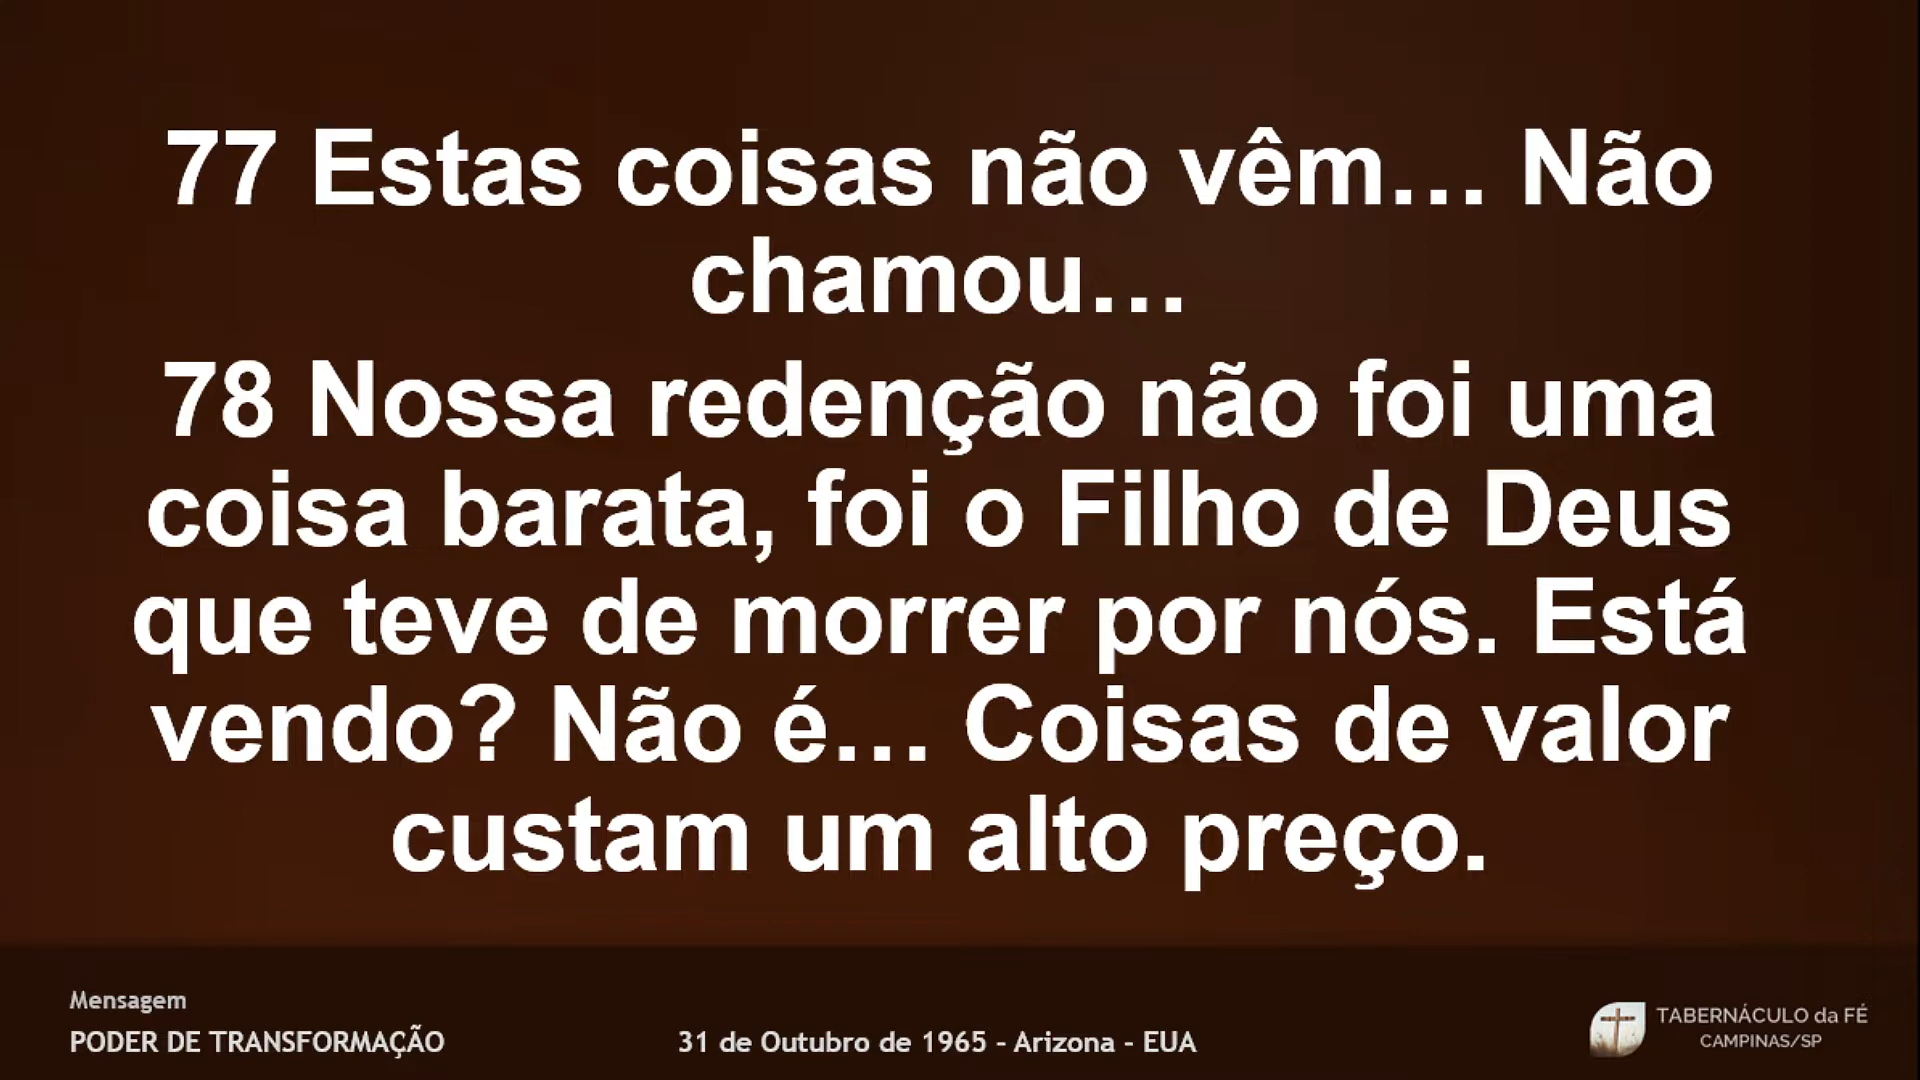 77 Estas coisas não vêm… Não
chamou…
78 Nossa redenção não foi uma
coisa barata, foi o Filho de Deus
que teve de morrer por nós. Está
vendo? Não é… Coisas de valor
custam um alto preço.
Mensagem
PODER DE TRANSFORMAÇÃO
31 de Outubro de 1965 - Arizona - EUA
TABERNÁCULO da FÉ
CAMPINAS/SP